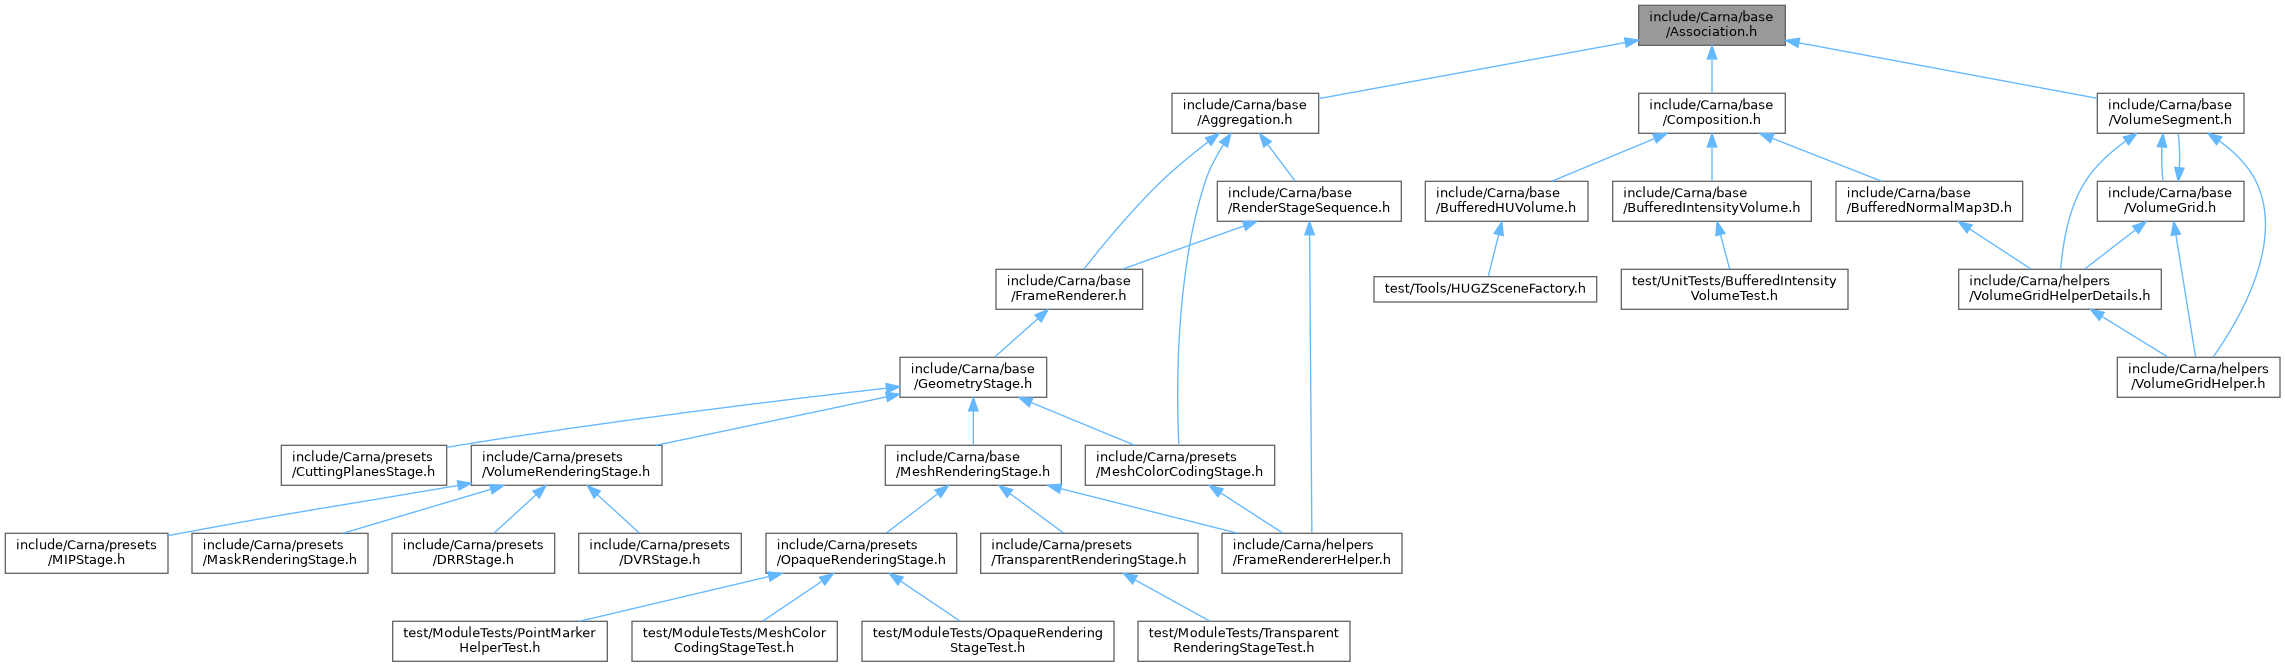 include/Carna/base
/Association.h
include/Carna/base
/Aggregation.h
include/Carna/base
/Composition.h
include/Carna/base
/VolumeSegment.h
include/Carna/base
/RenderStageSequence.h
include/Carna/base
/BufferedHUVolume.h
include/Carna/base
/BufferedIntensityVolume.h
include/Carna/base
/BufferedNormalMap3D.h
include/Carna/base
/VolumeGrid.h
include/Carna/base
/FrameRenderer.h
test/Tools/HUGZSceneFactory.h
test/UnitTests/BufferedIntensity
VolumeTest.h
include/Carna/helpers
/VolumeGridHelperDetails.h
include/Carna/base
/GeometryStage.h
include/Carna/helpers
/VolumeGridHelper.h
include/Carna/presets
/CuttingPlanesStage.h
include/Carna/presets
/VolumeRenderingStage.h
include/Carna/base
/MeshRenderingStage.h
include/Carna/presets
/MeshColorCodingStage.h
include/Carna/presets
/MIPStage.h
include/Carna/presets
/MaskRenderingStage.h
include/Carna/presets
/DRRStage.h
include/Carna/presets
/DVRStage.h
include/Carna/presets
/OpaqueRenderingStage.h
include/Carna/presets
/TransparentRenderingStage.h
include/Carna/helpers
/FrameRendererHelper.h
test/ModuleTests/PointMarker
HelperTest.h
test/ModuleTests/MeshColor
CodingStageTest.h
test/ModuleTests/OpaqueRendering
StageTest.h
test/ModuleTests/Transparent
RenderingStageTest.h